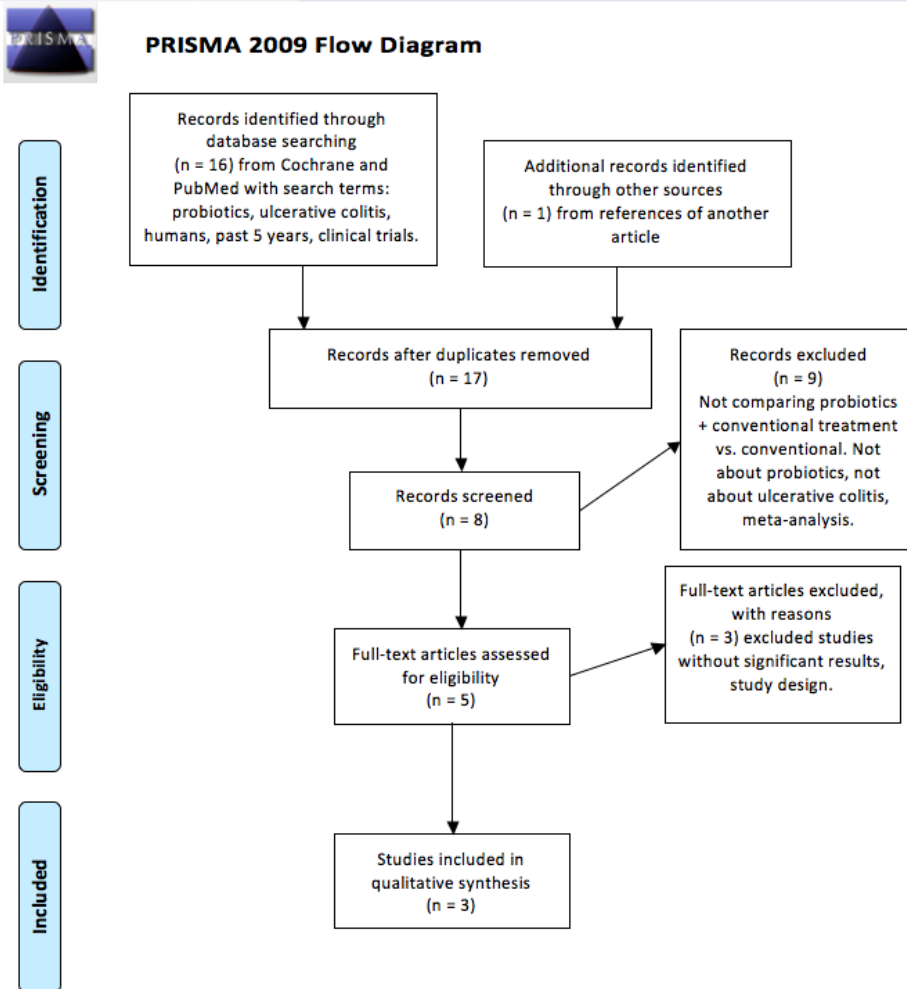 PRISMA
PRISMA 2009 Flow Diagram
Records identified through
database searching
(n = 16) from Cochrane and
PubMed with search terms:
probiotics, ulcerative colitis,
humans, past 5 years, clinical trials.
Additional records identified
through other sources
(n = 1) from references of another
article
Identification
Records after duplicates removed
(n = 17)
Records excluded
(n = 9)
Not comparing probiotics
+ conventional treatment
vs. conventional. Not
about probiotics, not
about ulcerative colitis,
meta-analysis.
Screening
Records screened
(n = 8)
Full-text articles excluded,
with reasons
(n = 3) excluded studies
without significant results,
study design.
Eligibility
Full-text articles assessed
for eligibility
(n = 5)
Included
Studies included in
qualitative synthesis
(n = 3)